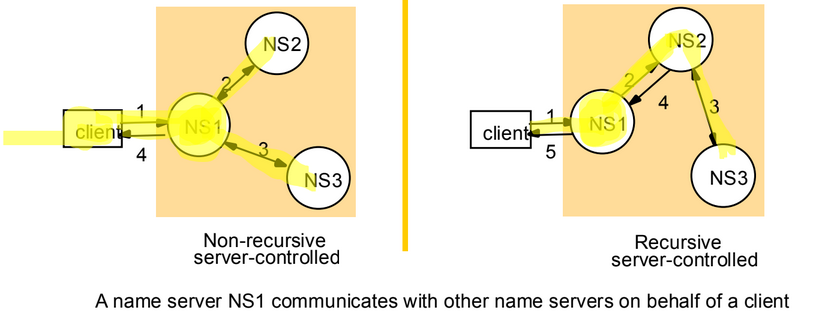 NS2
2
1
client
NS1
4
3
NS3
Non-recursive
server-controlled
NS2
2
4
3
1
client
NS1
5
NS3
Recursive
server-controlled
A name server NS1 communicates with other name servers on behalf of a client